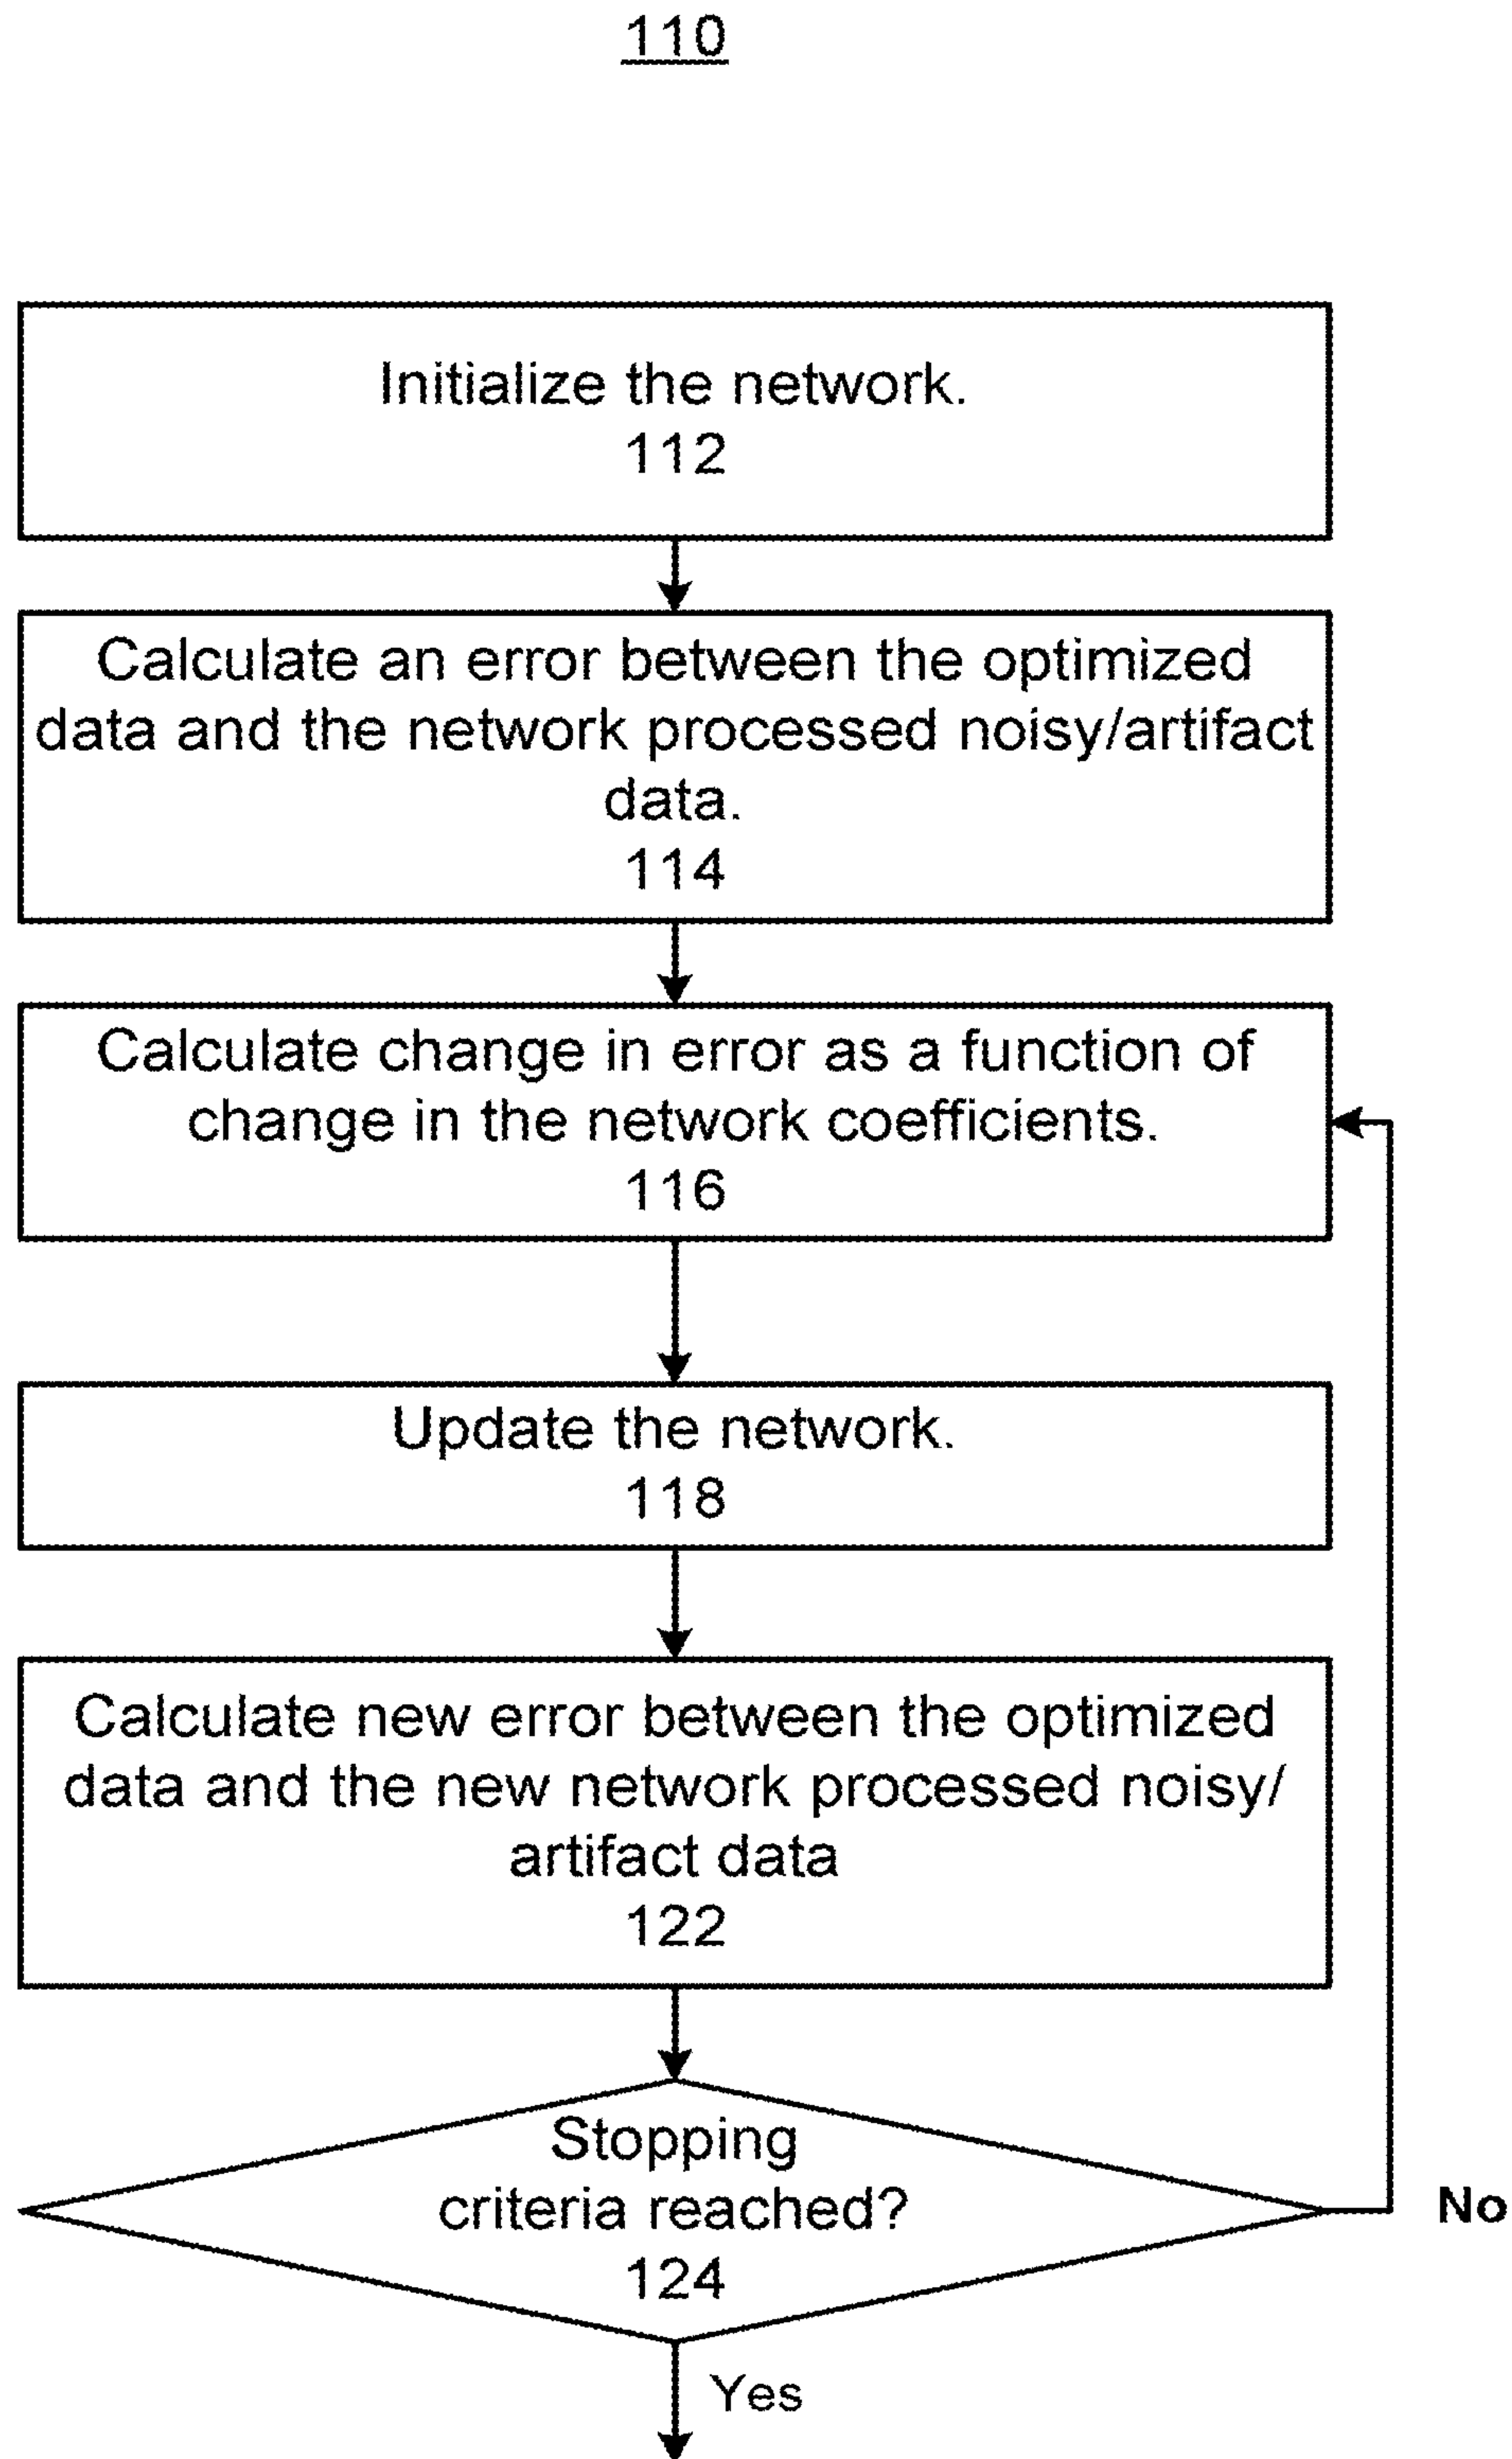 110
Initialize the network.
112
Calculate an error between the optimized
data and the network processed noisy/artifact
data.
114
Calculate change in error as a function of
change in the network coefficients.
116
Update the network.
118
Calculate new error between the optimized
data and the new network processed noisy/
artifact data
122
Stopping
criteria reached?
124
No
Yes